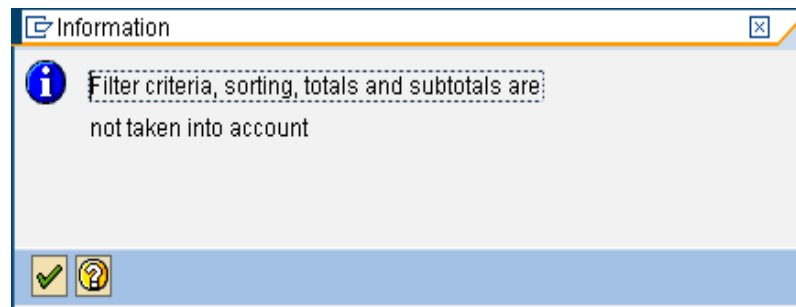 Information
Filter criteria, sorting, totals and subtotals are
not taken into account